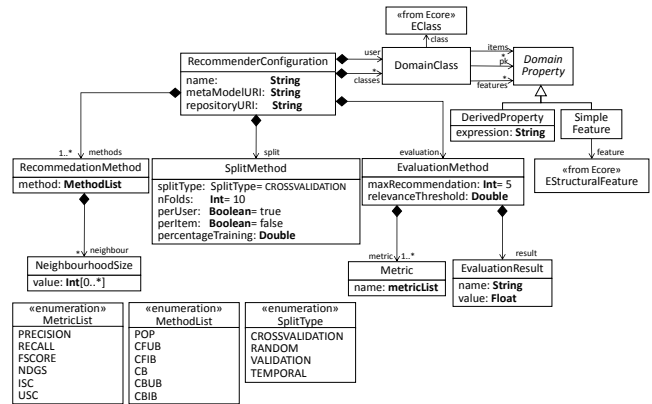 «from Ecore»
EClass
class
RecommenderConfiguration
name: String
metaModelURI: String
repositoryURI: String
user
*
classes
DomainClass
items
*
pk
*
features
Domain
Property
DerivedProperty
expression: String
Simple
Feature
feature
«from Ecore»
EStructuralFeature
1..* methods
split
evaluation
RecommedationMethod
method: MethodList
SplitMethod
splitType: SplitType= CROSSVALIDATION
nFolds: Int= 10
perUser: Boolean= true
perItem: Boolean= false
percentageTraining: Double
EvaluationMethod
maxRecommendation: Int= 5
relevanceThreshold: Double
* neighbour
NeighbourhoodSize
value: Int[0..*]
metric 1..*
Metric
name: metricList
result
EvaluationResult
name: String
value: Float
«enumeration»
MetricList
PRECISION
RECALL
FSCORE
NDGS
ISC
USC
«enumeration»
MethodList
POP
CFUB
CFIB
CB
CBUB
CBIB
«enumeration»
SplitType
CROSSVALIDATION
RANDOM
VALIDATION
TEMPORAL